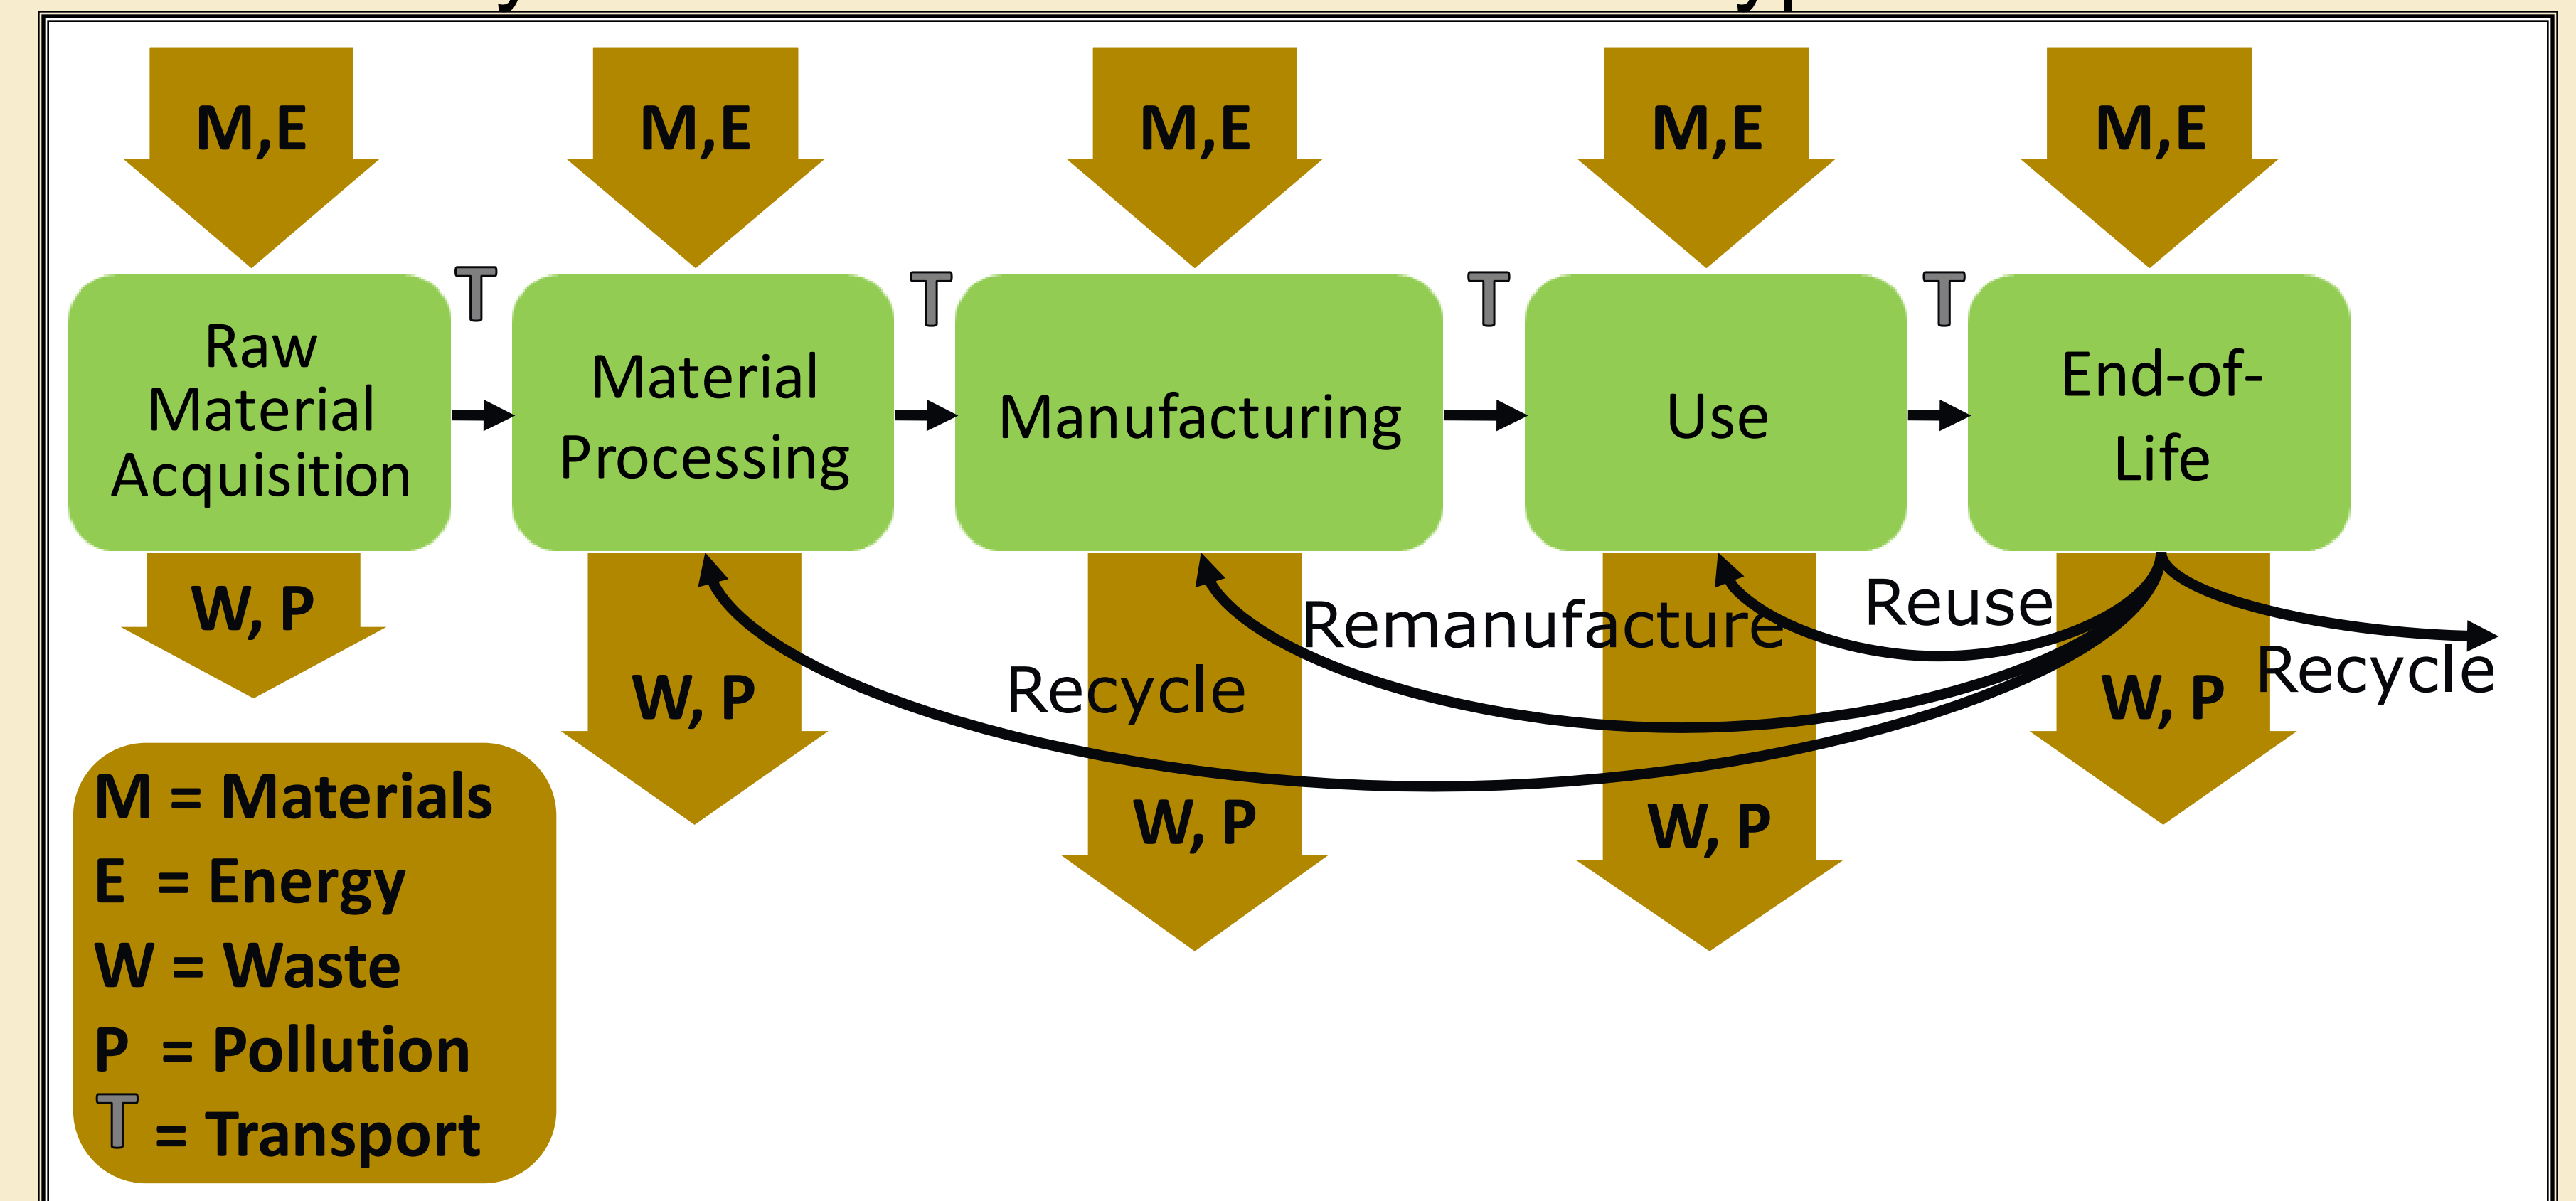 M,E
M,E
M,E
M,E
M,E
T
T
T
T
Raw
Material
Acquisition
Material
Processing
Manufacturing
Use
End-of-
Life
W, P
W, P
W, P
W, P
W, P
Reuse
Remanufacture
Recycle
Recycle
M = Materials
E = Energy
W = Waste
P = Pollution
T = Transport